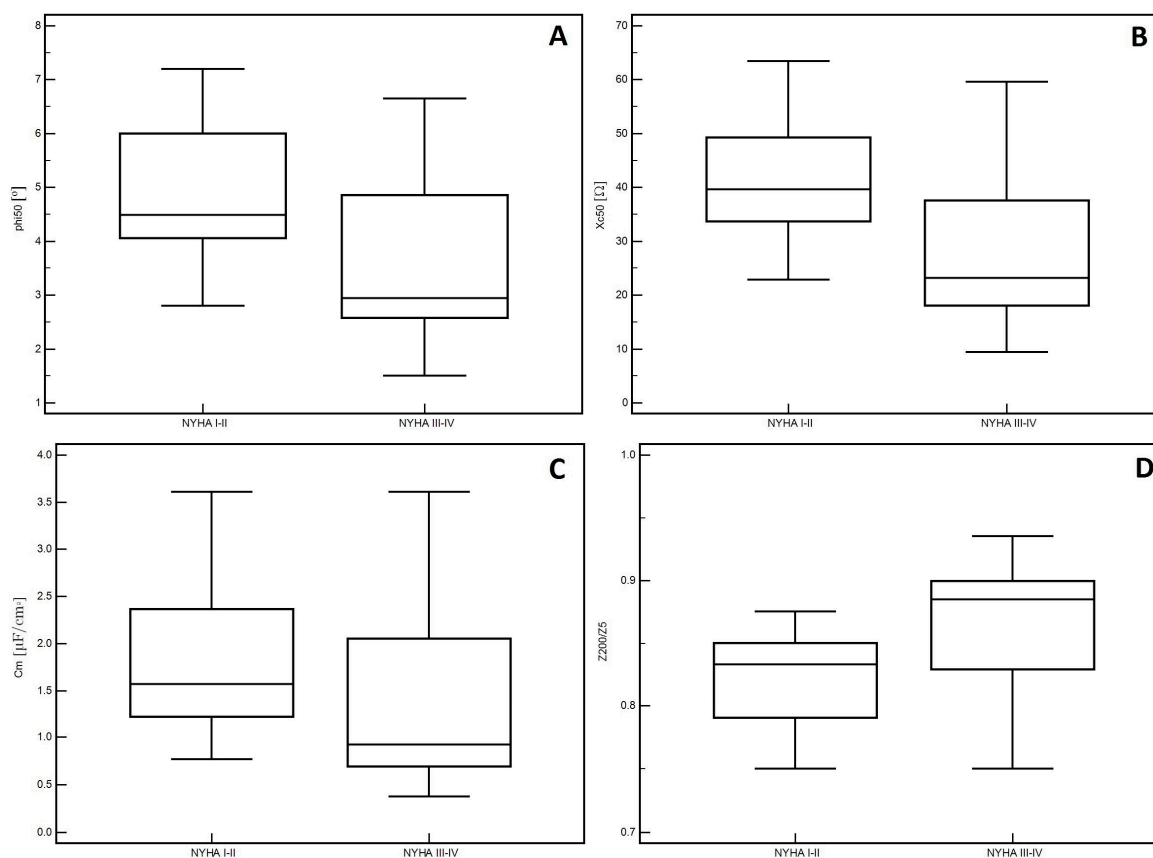 A
8
7
6
5
4
3
2
1
phi50 [º]
NYHA I-II
NYHA III-IV
B
70
60
50
40
30
20
10
0
Xc50 [Ω]
NYHA I-II
NYHA III-IV
C
4.0
3.5
3.0
2.5
2.0
1.5
1.0
0.5
0.0
Cm [µF/cm²]
NYHA I-II
NYHA III-IV
D
1.0
0.9
0.8
0.7
Z200/Z5
NYHA I-II
NYHA III-IV